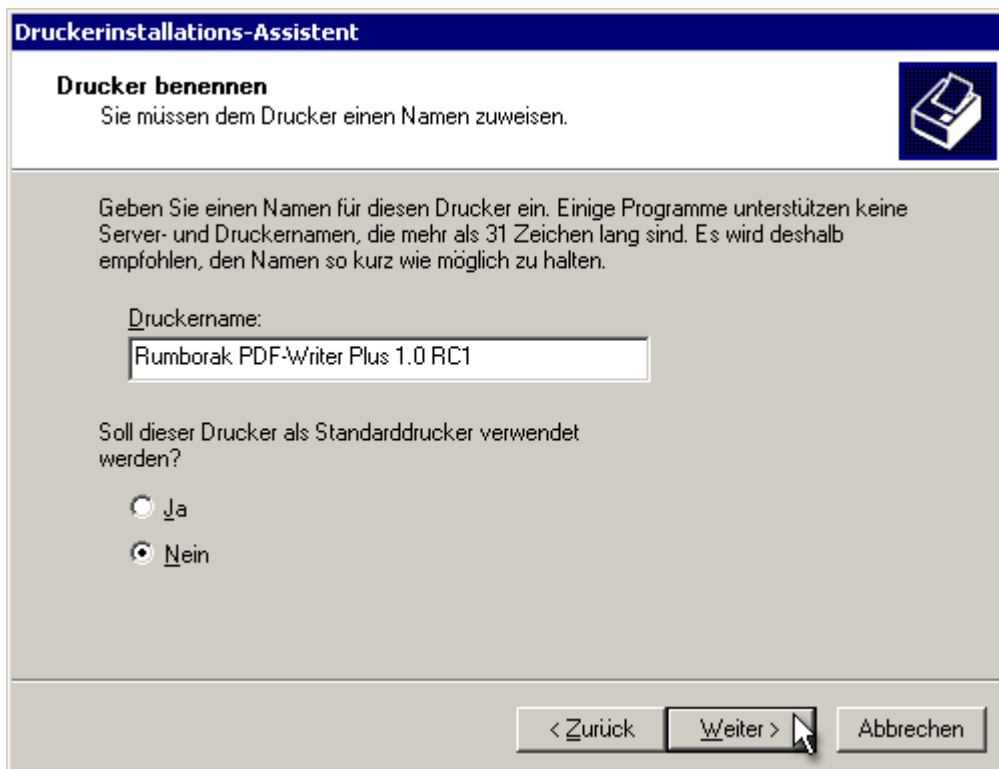 Druckerinstallations-Assistent
Drucker benennen
Sie müssen dem Drucker einen Namen zuweisen.
Geben Sie einen Namen für diesen Drucker ein. Einige Programme unterstützen keine
Server- und Druckernamen, die mehr als 31 Zeichen lang sind. Es wird deshalb
empfohlen, den Namen so kurz wie möglich zu halten.
Druckername:
Rumborak PDF-Writer Plus 1.0 RC1
Soll dieser Drucker als Standarddrucker verwendet
werden?
Ja
Nein
< Zurück Weiter > Abbrechen